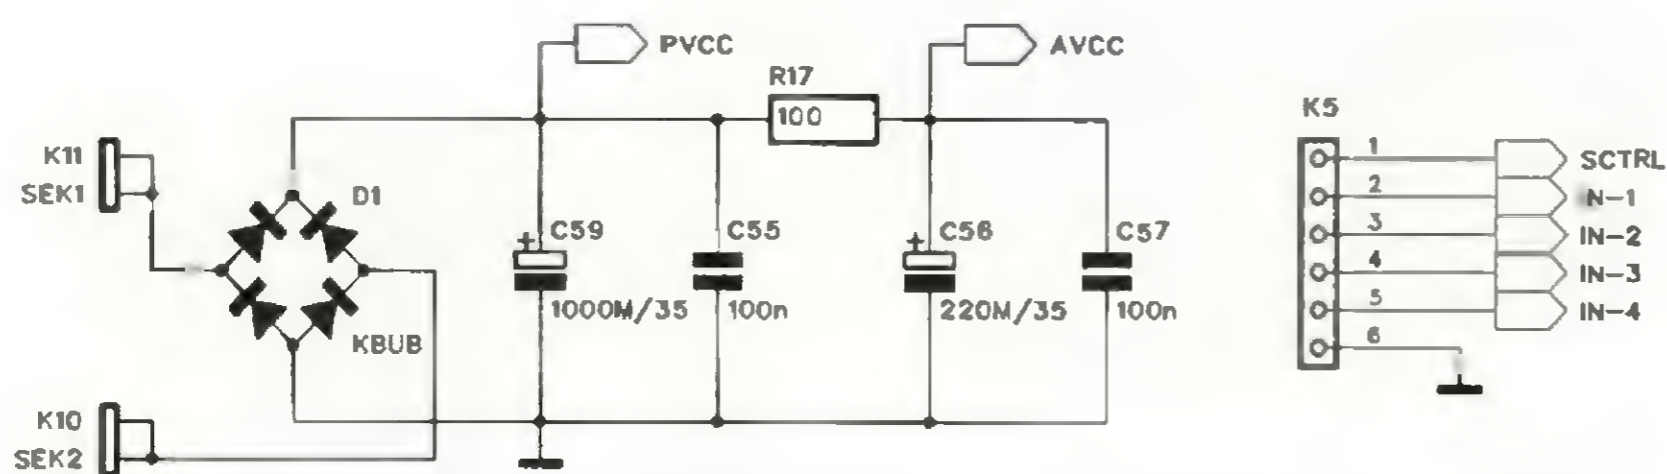 PVCC
AVCC
R17
100
K11
SEK1
D1
KBUB
C59
+
1000M/35
C55
100n
C56
+
220M/35
C57
100n
K10
SEK2
K5
1 SCTRL
2 N-1
3 IN-2
4 IN-3
5 IN-4
6